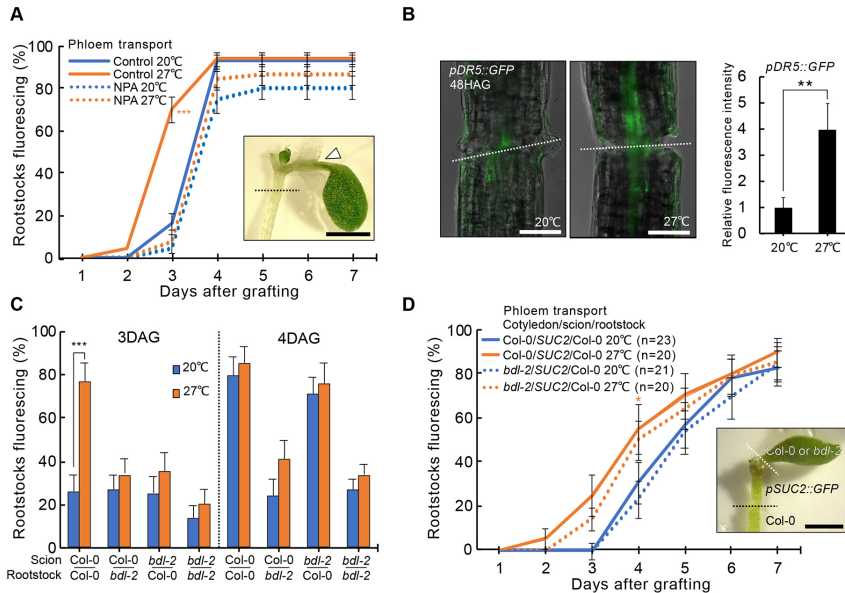 A
Phloem transport
Control 20℃
Control 27℃
NPA 20℃
NPA 27℃
Rootstocks fluorescing (%)
100
80
60
40
20
0
***
1 2 3 4 5 6 7
Days after grafting
B
pDR5::GFP
48HAG
20℃
27℃
pDR5::GFP
**
Relative fluorescence intensity
8
7
6
5
4
3
2
1
0
20℃ 27℃
C
3DAG 4DAG
***
20℃
27℃
Rootstocks fluorescing (%)
100
80
60
40
20
0
Scion Col-0 Col-0 bdl-2 bdl-2 Col-0 Col-0 bdl-2 bdl-2
Rootstock Col-0 bdl-2 Col-0 bdl-2 Col-0 bdl-2 Col-0 bdl-2
D
Phloem transport
Cotyledon/scion/rootstock
Col-0/SUC2/Col-0 20℃ (n=23)
Col-0/SUC2/Col-0 27℃ (n=20)
bdl-2/SUC2/Col-0 20℃ (n=21)
bdl-2/SUC2/Col-0 27℃ (n=20)
Rootstocks fluorescing (%)
100
80
60
40
20
0
*
Col-0 or bdl-2
pSUC2::GFP
Col-0
1 2 3 4 5 6 7
Days after grafting